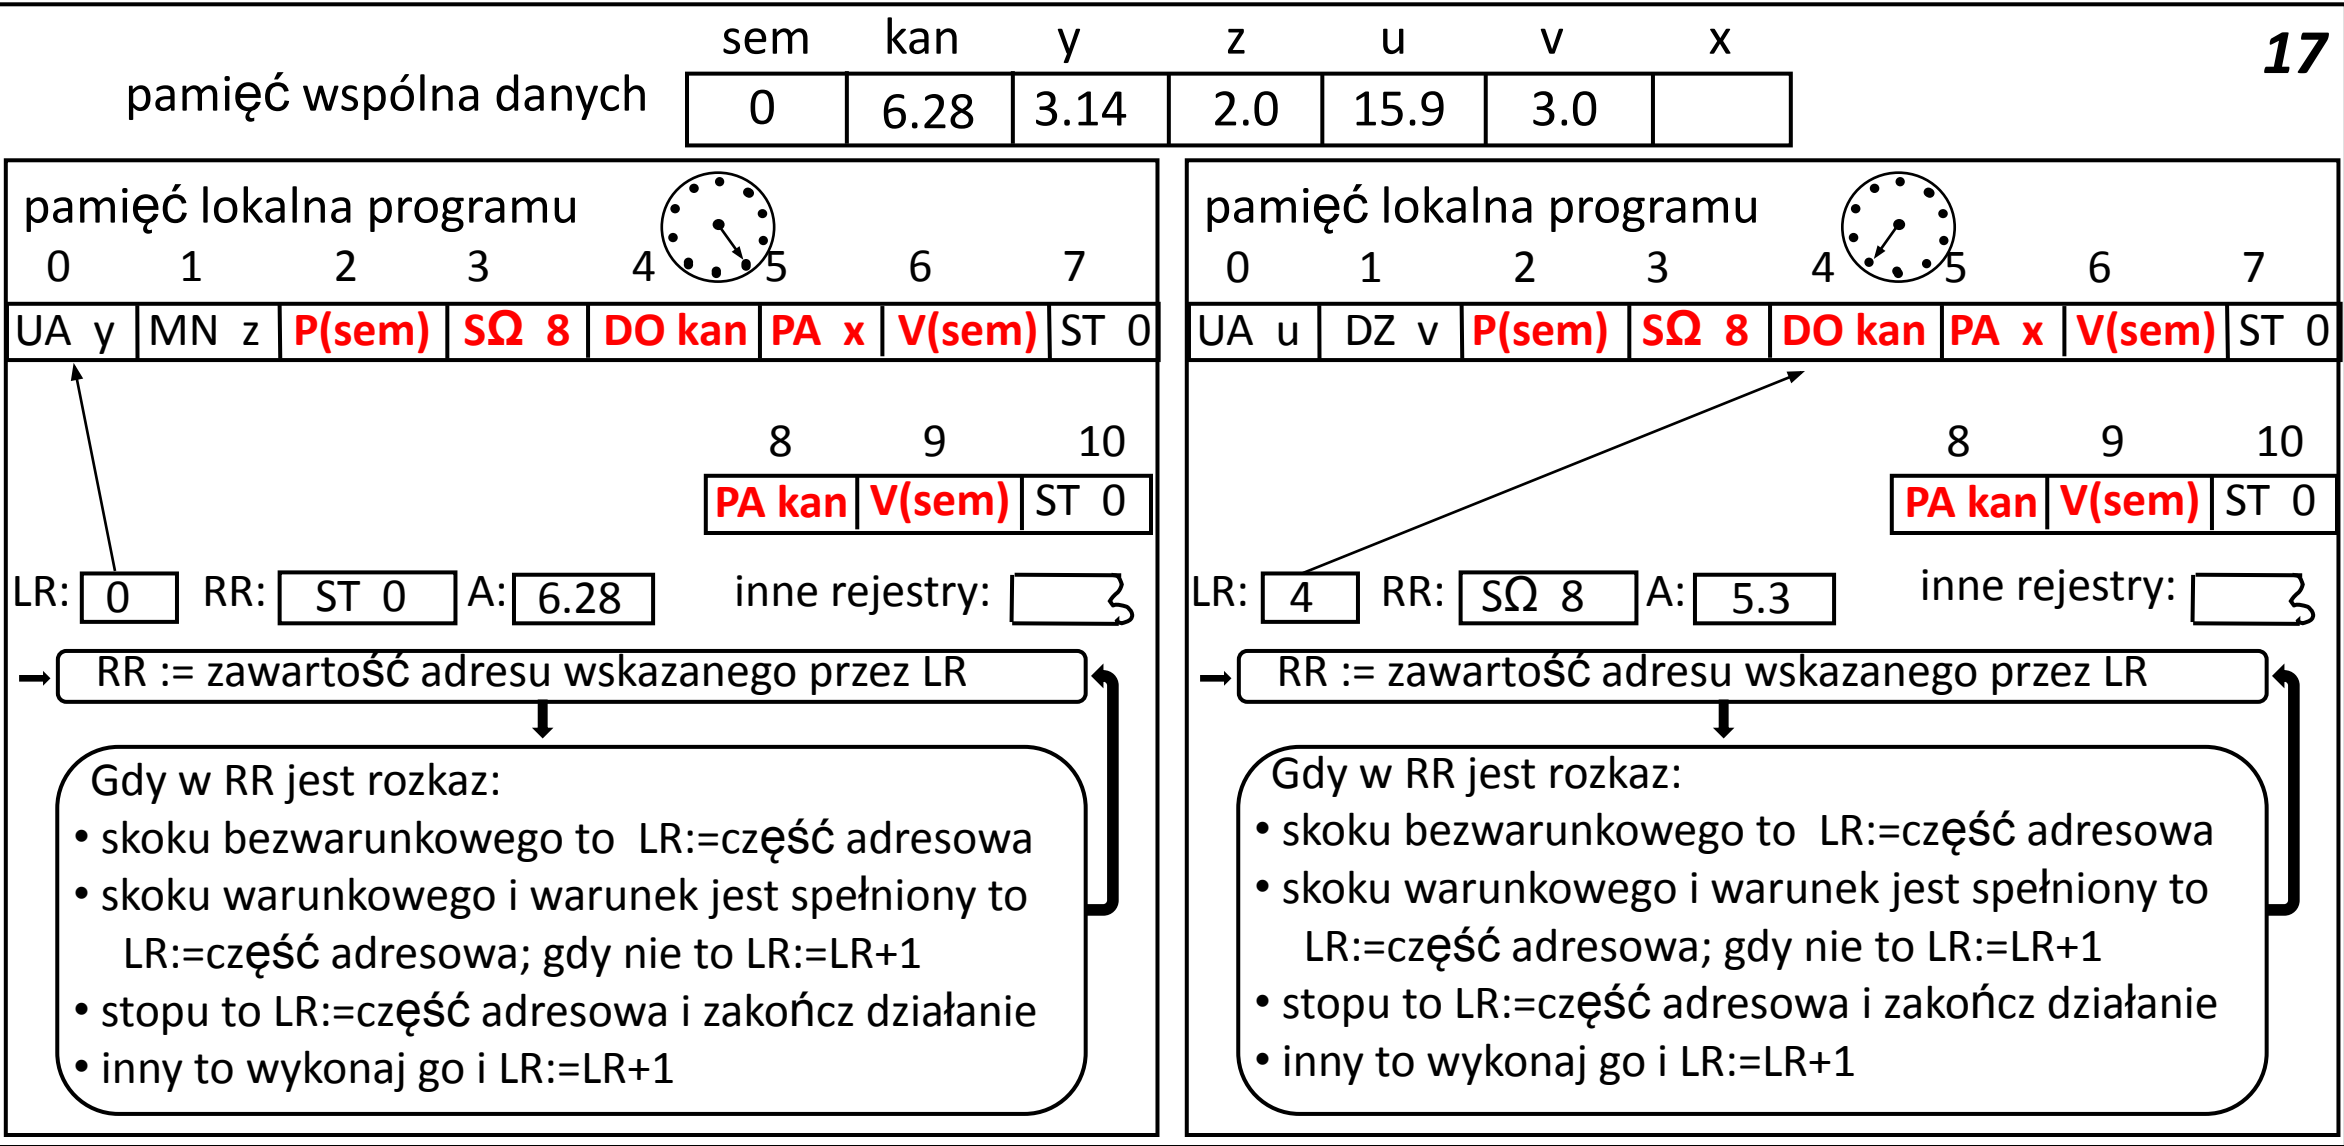 sem kan y z u v x
17
pamięć wspólna danych 0 6.28 3.14 2.0 15.9 3.0
pamięć lokalna programu
0 1 2 3 4 5 6 7
UA y MN z P(sem) SΩ 8 DO kan PA x V(sem) ST 0
8 9 10
PA kan V(sem) ST 0
LR: 0 RR: ST 0 A: 6.28 inne rejestry:
RR := zawartość adresu wskazanego przez LR
Gdy w RR jest rozkaz:
• skoku bezwarunkowego to LR:=część adresowa
• skoku warunkowego i warunek jest spełniony to
LR:=część adresowa; gdy nie to LR:=LR+1
• stopu to LR:=część adresowa i zakończ działanie
• inny to wykonaj go i LR:=LR+1
pamięć lokalna programu
0 1 2 3 4 5 6 7
UA u DZ v P(sem) SΩ 8 DO kan PA x V(sem) ST 0
8 9 10
PA kan V(sem) ST 0
LR: 4 RR: SΩ 8 A: 5.3 inne rejestry:
RR := zawartość adresu wskazanego przez LR
Gdy w RR jest rozkaz:
• skoku bezwarunkowego to LR:=część adresowa
• skoku warunkowego i warunek jest spełniony to
LR:=część adresowa; gdy nie to LR:=LR+1
• stopu to LR:=część adresowa i zakończ działanie
• inny to wykonaj go i LR:=LR+1